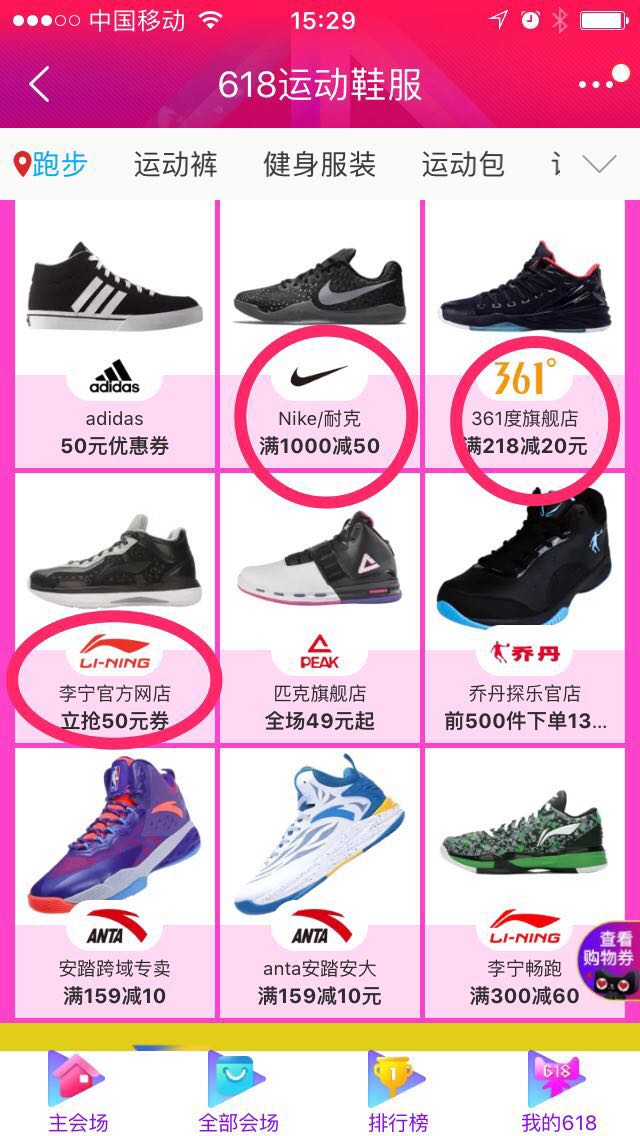 中国移动
15:29
618运动鞋服
跑步 运动裤 健身服装 运动包
adidas
adidas
50元优惠券
Nike/耐克
满1000减50
361°
361度旗舰店
满218减20元
LI-NING
李宁官方网店
立抢50元券
PEAK
匹克旗舰店
全场49元起
乔丹
乔丹探乐官店
前500件下单13...
ANTA
安踏跨域专卖
满159减10
ANTA
anta安踏安大
满159减10元
LI-NING
李宁畅跑
满300减60
查看
购物券
主会场
全部会场
1
排行榜
618
我的618